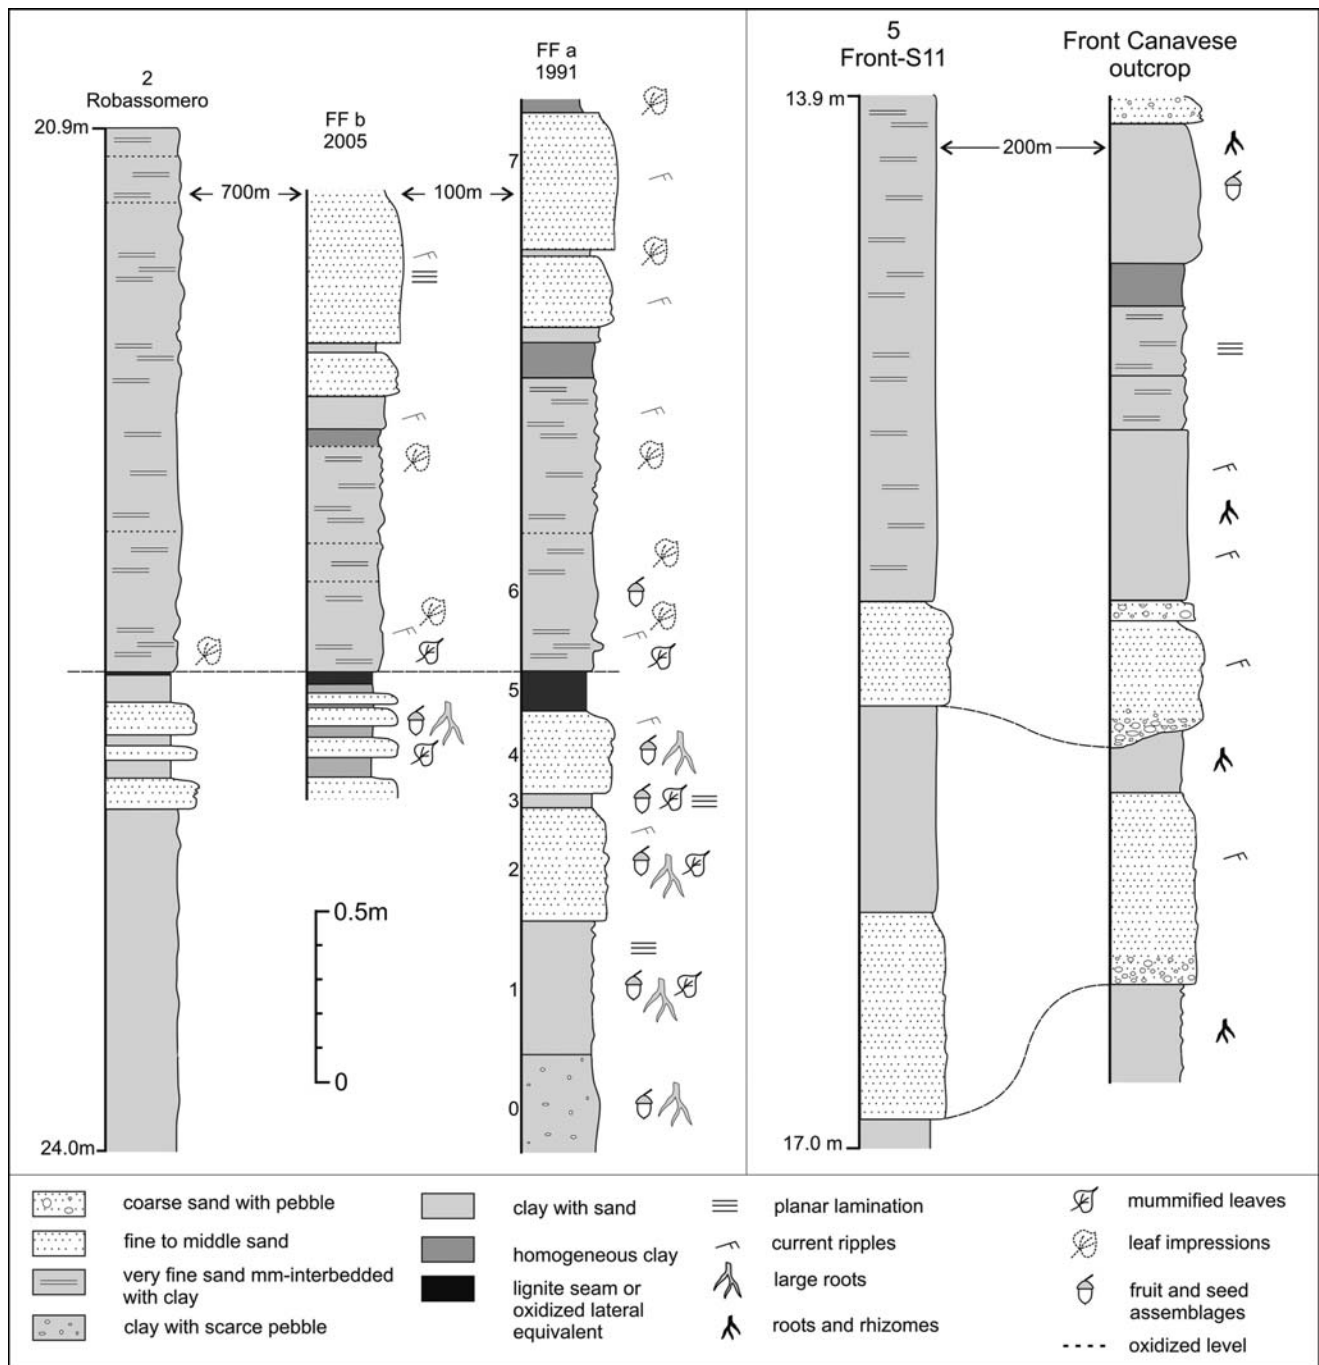 2
Robassomero
20.9m
24.0m
700m
FF b
2005
100m
FF a
1991
7
6
5
4
3
2
1
0
0.5m
0
5
Front-S11
13.9 m
17.0 m
200m
Front Canavese
outcrop
coarse sand with pebble
fine to middle sand
very fine sand mm-interbedded
with clay
clay with scarce pebble
clay with sand
homogeneous clay
lignite seam or
oxidized lateral
equivalent
planar lamination
current ripples
large roots
roots and rhizomes
mummified leaves
leaf impressions
fruit and seed
assemblages
oxidized level